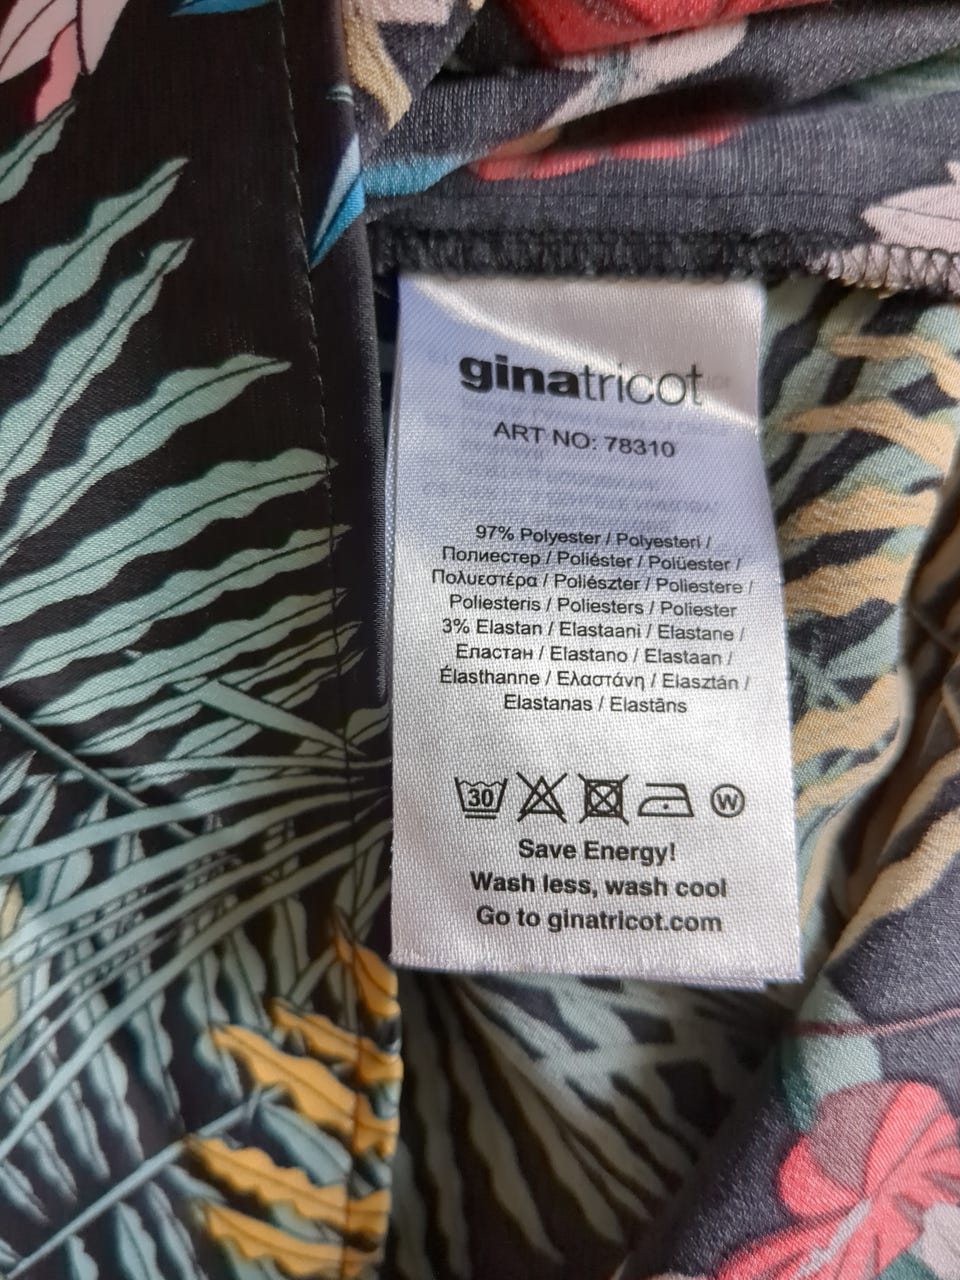 ginatricot
ART NO: 78310
97% Polyester / Polyesteri /
Полиестер / Poliéster / Polüester /
Πολυεστέρα / Poliészter / Poliestere /
Poliesteris / Poliesters / Poliester
3% Elastan / Elastaani / Elastane /
Еластан / Elastano / Elastaan /
Élasthanne / Ελαστάνη / Elasztán /
Elastanas / Elastāns
30 W
Save Energy!
Wash less, wash cool
Go to ginatricot.com